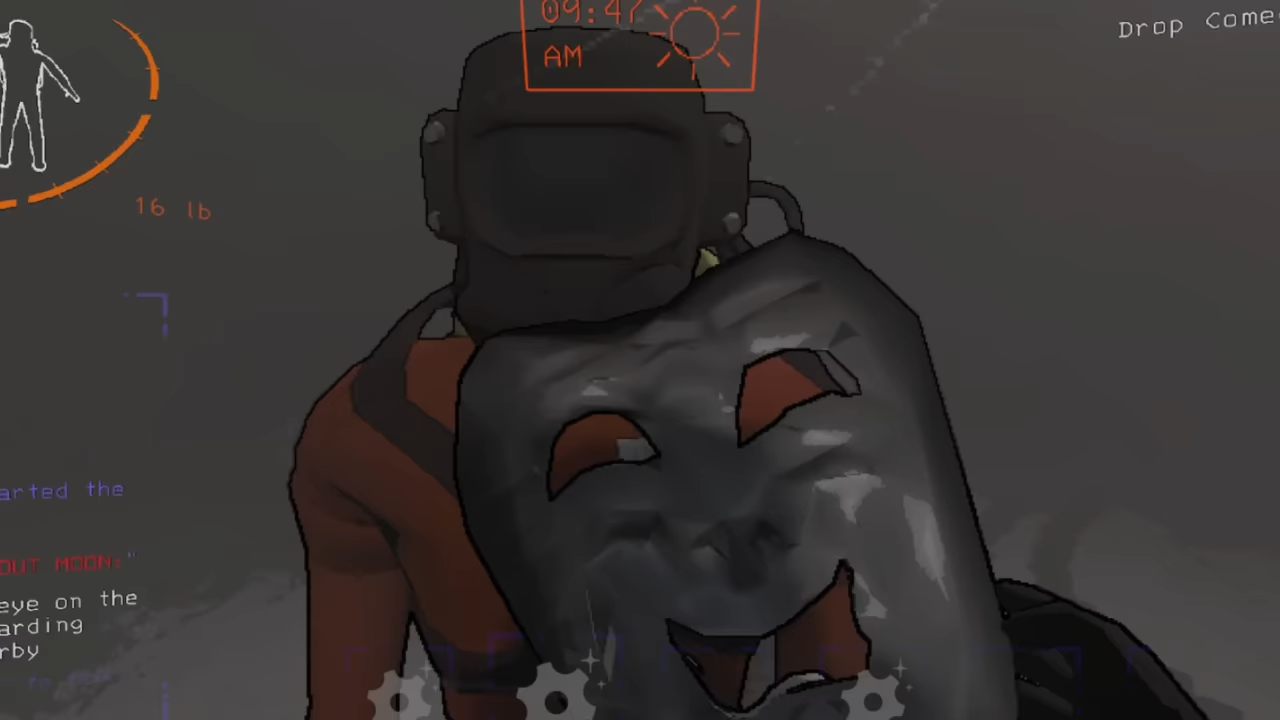 09:47
AM
Drop Come
16 lb
arted the
OUT MOON:"
eye on the
arding
rby